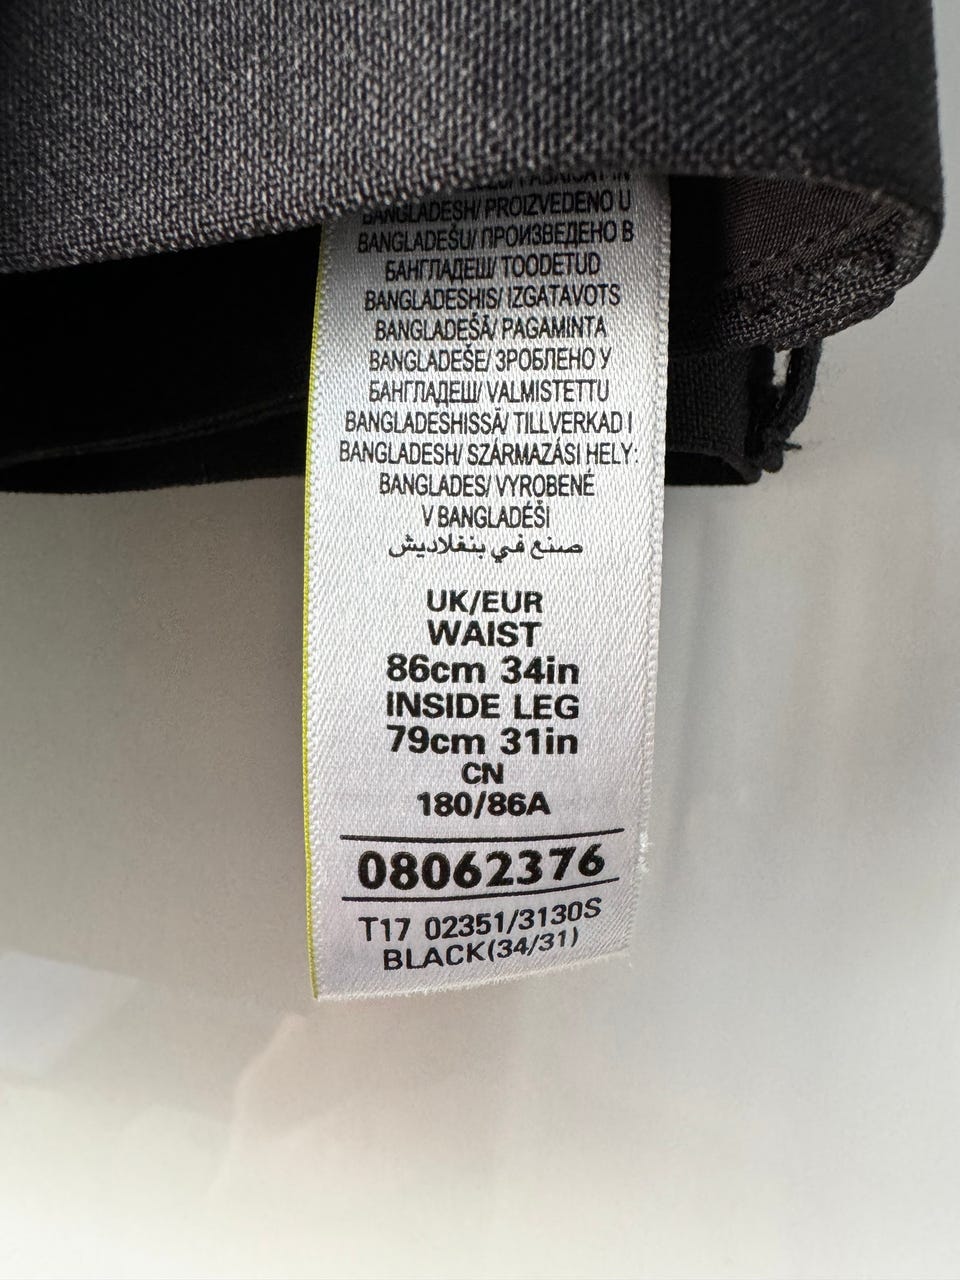 BANGLADESH/ PROIZVEDENO U
BANGLADEŠU/ ПРОИЗВЕДЕНО В
БАНГЛАДЕШ/ TOODETUD
BANGLADESHIS/ IZGATAVOTS
BANGLADEŠĀ/ PAGAMINTA
BANGLADEŠE/ ЗРОБЛЕНО У
БАНГЛАДЕШ/ VALMISTETTU
BANGLADESHISSÄ/ TILLVERKAD I
BANGLADESH/ SZÁRMAZÁSI HELY:
BANGLADES/ VYROBENÉ
V BANGLADÉŠI
صنع في بنغلاديش
UK/EUR
WAIST
86cm 34in
INSIDE LEG
79cm 31in
CN
180/86A
08062376
T17 02351/3130S
BLACK(34/31)